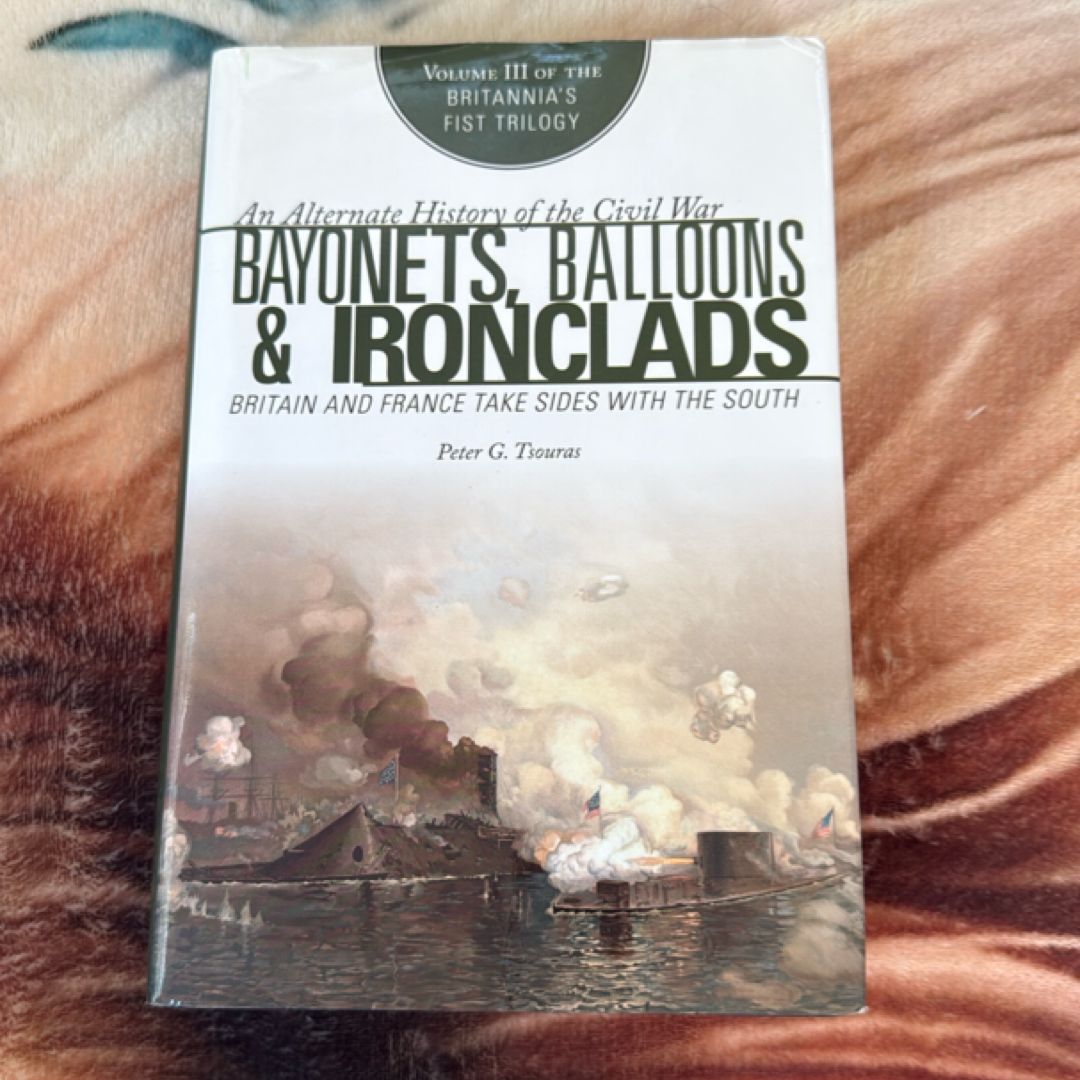 VOLUME III OF THE
BRITANNIA'S
FIST TRILOGY
An Alternate History of the Civil War
BAYONETS, BALLOONS
& IRONCLADS
BRITAIN AND FRANCE TAKE SIDES WITH THE SOUTH
Peter G. Tsouras